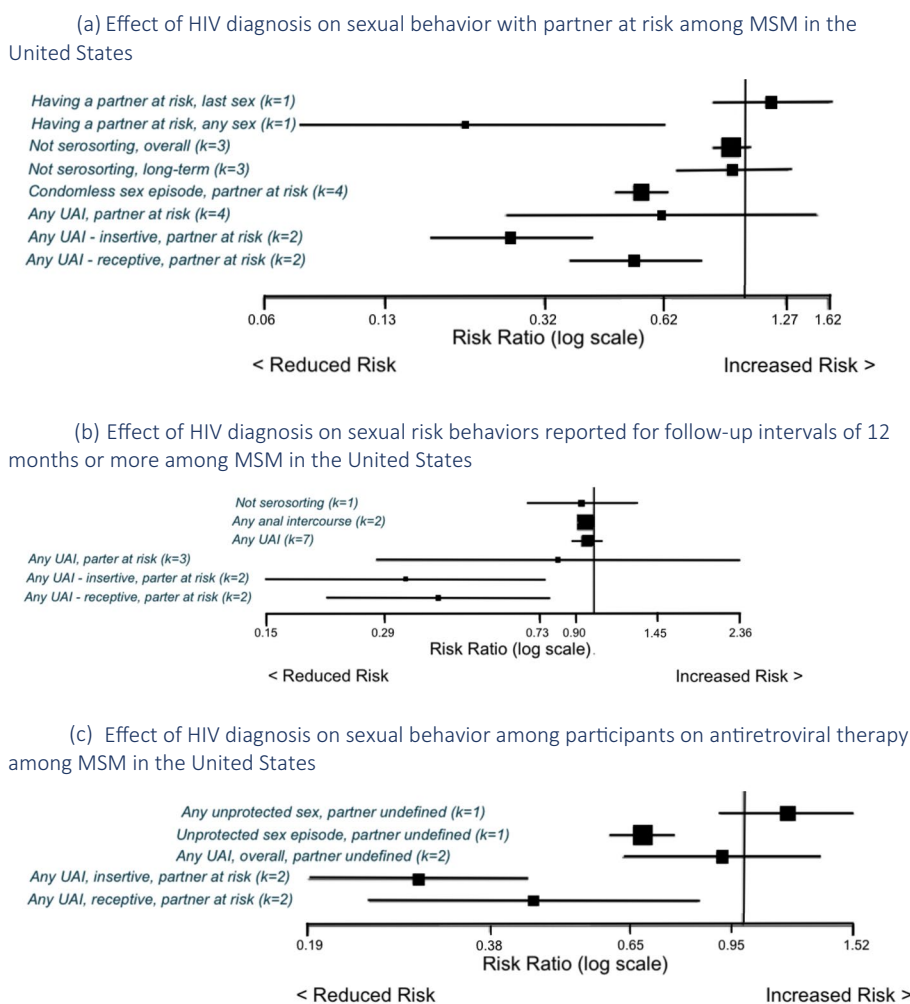 (a) Effect of HIV diagnosis on sexual behavior with partner at risk among MSM in the
United States
Having a partner at risk, last sex (k=1)
Having a partner at risk, any sex (k=1)
Not serosorting, overall (k=3)
Not serosorting, long-term (k=3)
Condomless sex episode, partner at risk (k=4)
Any UAI, partner at risk (k=4)
Any UAI - insertive, partner at risk (k=2)
Any UAI - receptive, partner at risk (k=2)
0.06 0.13 0.32 0.62 1.27 1.62
Risk Ratio (log scale)
< Reduced Risk Increased Risk >
(b) Effect of HIV diagnosis on sexual risk behaviors reported for follow-up intervals of 12
months or more among MSM in the United States
Not serosorting (k=1)
Any anal intercourse (k=2)
Any UAI (k=7)
Any UAI, parter at risk (k=3)
Any UAI - insertive, parter at risk (k=2)
Any UAI - receptive, parter at risk (k=2)
0.15 0.29 0.73 0.90 1.45 2.36
Risk Ratio (log scale).
< Reduced Risk Increased Risk >
(c) Effect of HIV diagnosis on sexual behavior among participants on antiretroviral therapy
among MSM in the United States
Any unprotected sex, partner undefined (k=1)
Unprotected sex episode, partner undefined (k=1)
Any UAI, overall, partner undefined (k=2)
Any UAI, insertive, partner at risk (k=2)
Any UAI, receptive, partner at risk (k=2)
0.19 0.38 0.65 0.95 1.52
Risk Ratio (log scale)
< Reduced Risk Increased Risk >